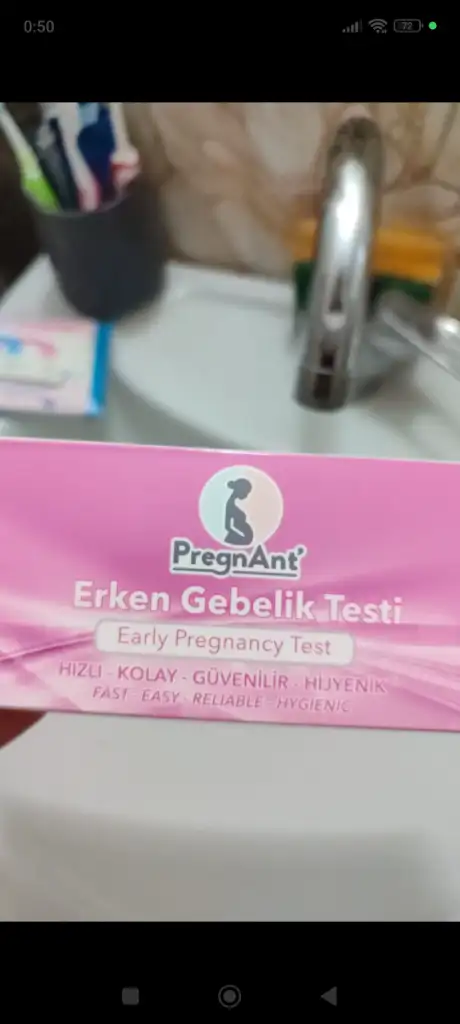 0:50
72
PregnAnt'
Erken Gebelik Testi
Early Pregnancy Test
HIZLI - KOLAY - GÜVENİLİR - HİJYENİK
FAST - EASY - RELIABLE - HYGIENIC